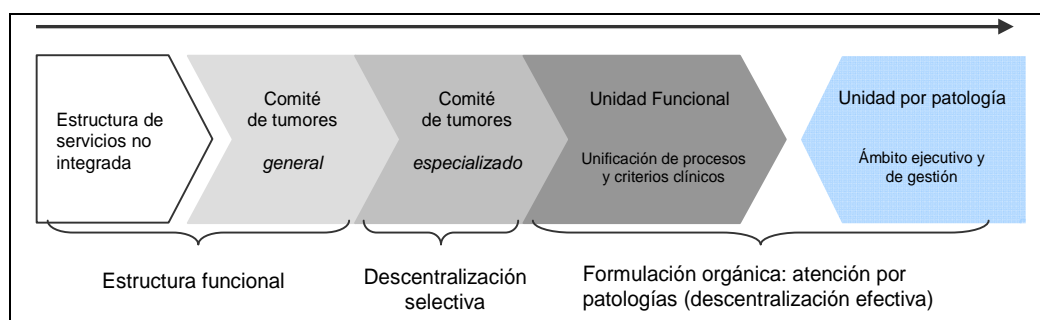 Estructura de
servicios no
integrada
Comité
de tumores
general
Comité
de tumores
especializado
Unidad Funcional
Unificación de procesos
y criterios clínicos
Unidad por patología
Ámbito ejecutivo y
de gestión
Estructura funcional
Descentralización
selectiva
Formulación orgánica: atención por
patologías (descentralización efectiva)